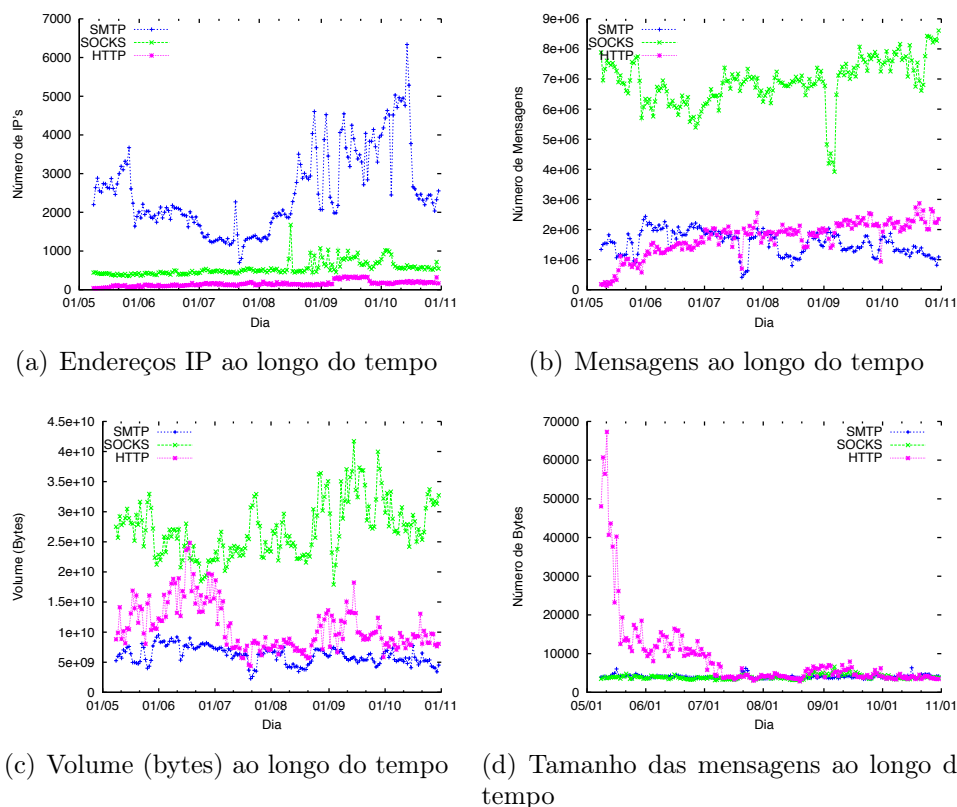 7000
6000
5000
4000
3000
2000
1000
0
Número de IP's
SMTP
SOCKS
HTTP
01/05 01/06 01/07 01/08 01/09 01/10 01/11
Dia
(a) Endereços IP ao longo do tempo
9e+06
8e+06
7e+06
6e+06
5e+06
4e+06
3e+06
2e+06
1e+06
0
Número de Mensagens
SMTP
SOCKS
HTTP
01/05 01/06 01/07 01/08 01/09 01/10 01/11
Dia
(b) Mensagens ao longo do tempo
4.5e+10
4e+10
3.5e+10
3e+10
2.5e+10
2e+10
1.5e+10
1e+10
5e+09
0
Volume (Bytes)
SMTP
SOCKS
HTTP
01/05 01/06 01/07 01/08 01/09 01/10 01/11
Dia
(c) Volume (bytes) ao longo do tempo
70000
60000
50000
40000
30000
20000
10000
0
Número de Bytes
SMTP
SOCKS
HTTP
05/01 06/01 07/01 08/01 09/01 10/01 11/01
Dia
(d) Tamanho das mensagens ao longo d
tempo